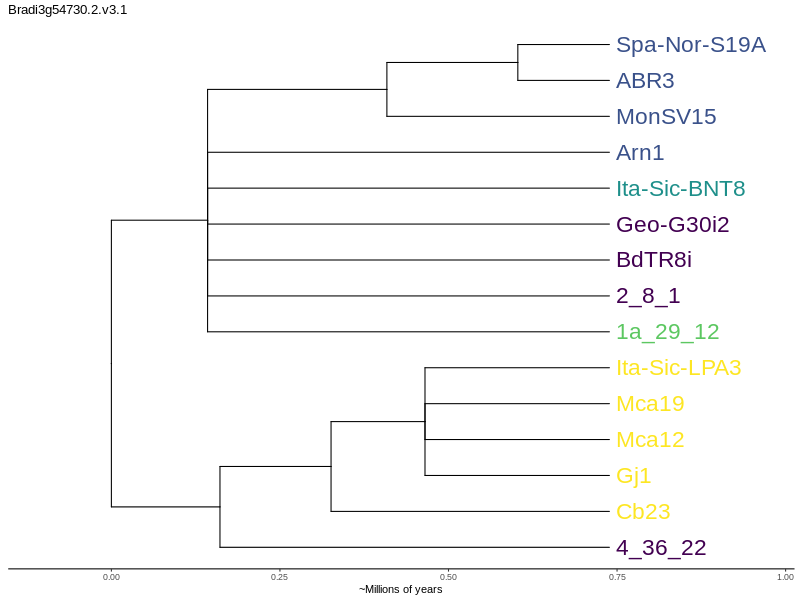 Bradi3g54730.2.v3.1
Spa-Nor-S19A
ABR3
MonSV15
Arn1
Ita-Sic-BNT8
Geo-G30i2
BdTR8i
2_8_1
1a_29_12
Ita-Sic-LPA3
Mca19
Mca12
Gj1
Cb23
4_36_22
0.00 0.25 0.50 0.75 1.00
~Millions of years